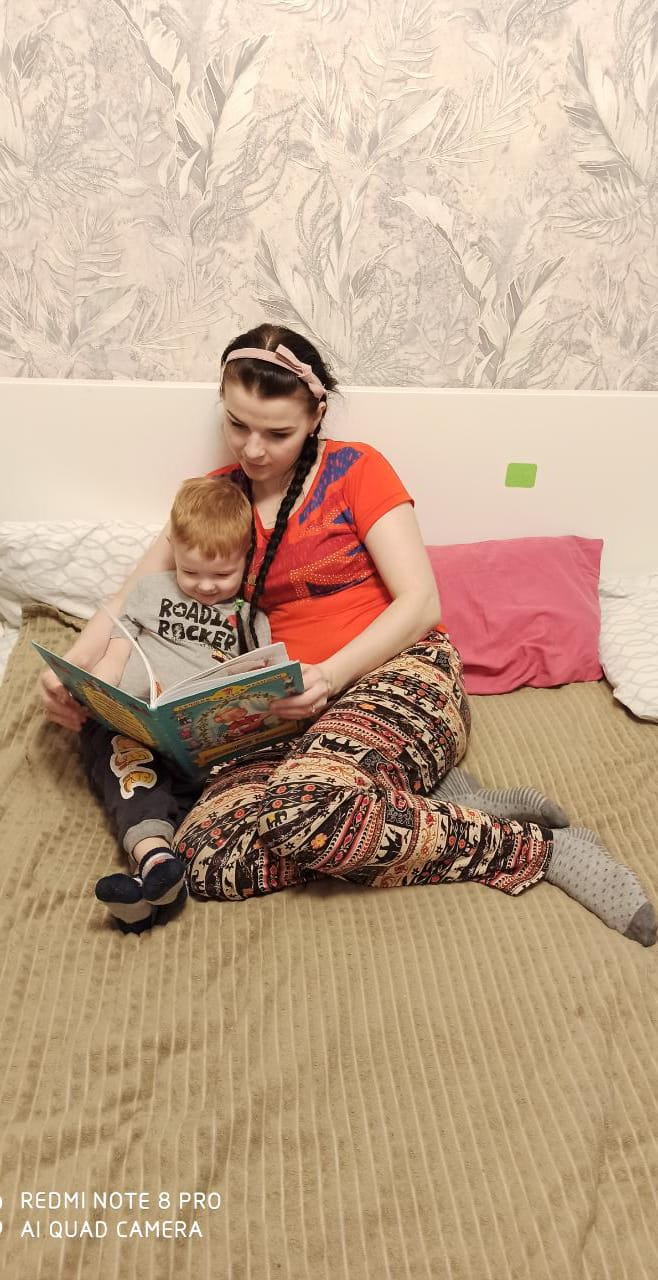 ROADIE
ROCKER
REDMI NOTE 8 PRO
AI QUAD CAMERA